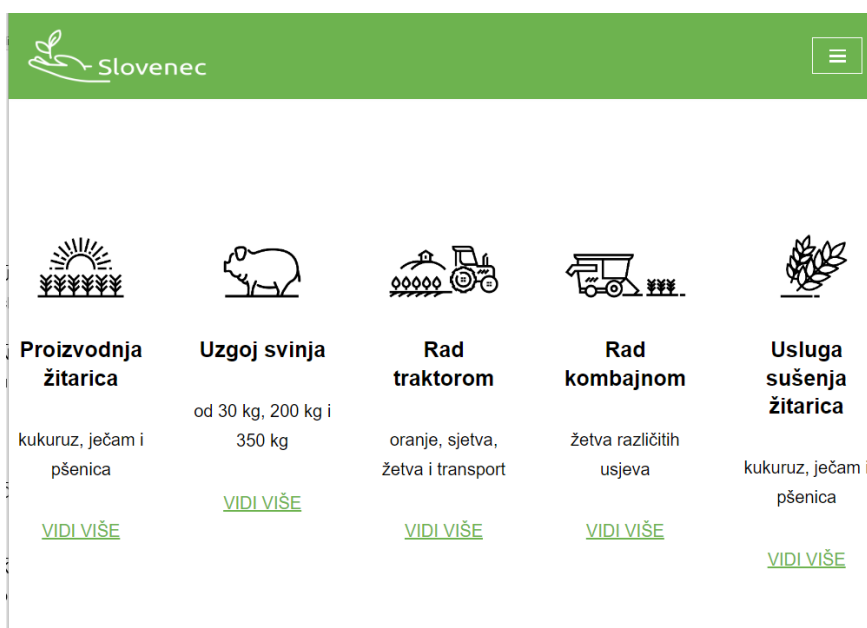 Slovenec
Proizvodnja
žitarica
kukuruz, ječam i
pšenica
VIDI VIŠE
Uzgoj svinja
od 30 kg, 200 kg i
350 kg
VIDI VIŠE
Rad
traktorom
oranje, sjetva,
žetva i transport
VIDI VIŠE
Rad
kombajnom
žetva različitih
usjeva
VIDI VIŠE
Usluga
sušenja
žitarica
kukuruz, ječam i
pšenica
VIDI VIŠE